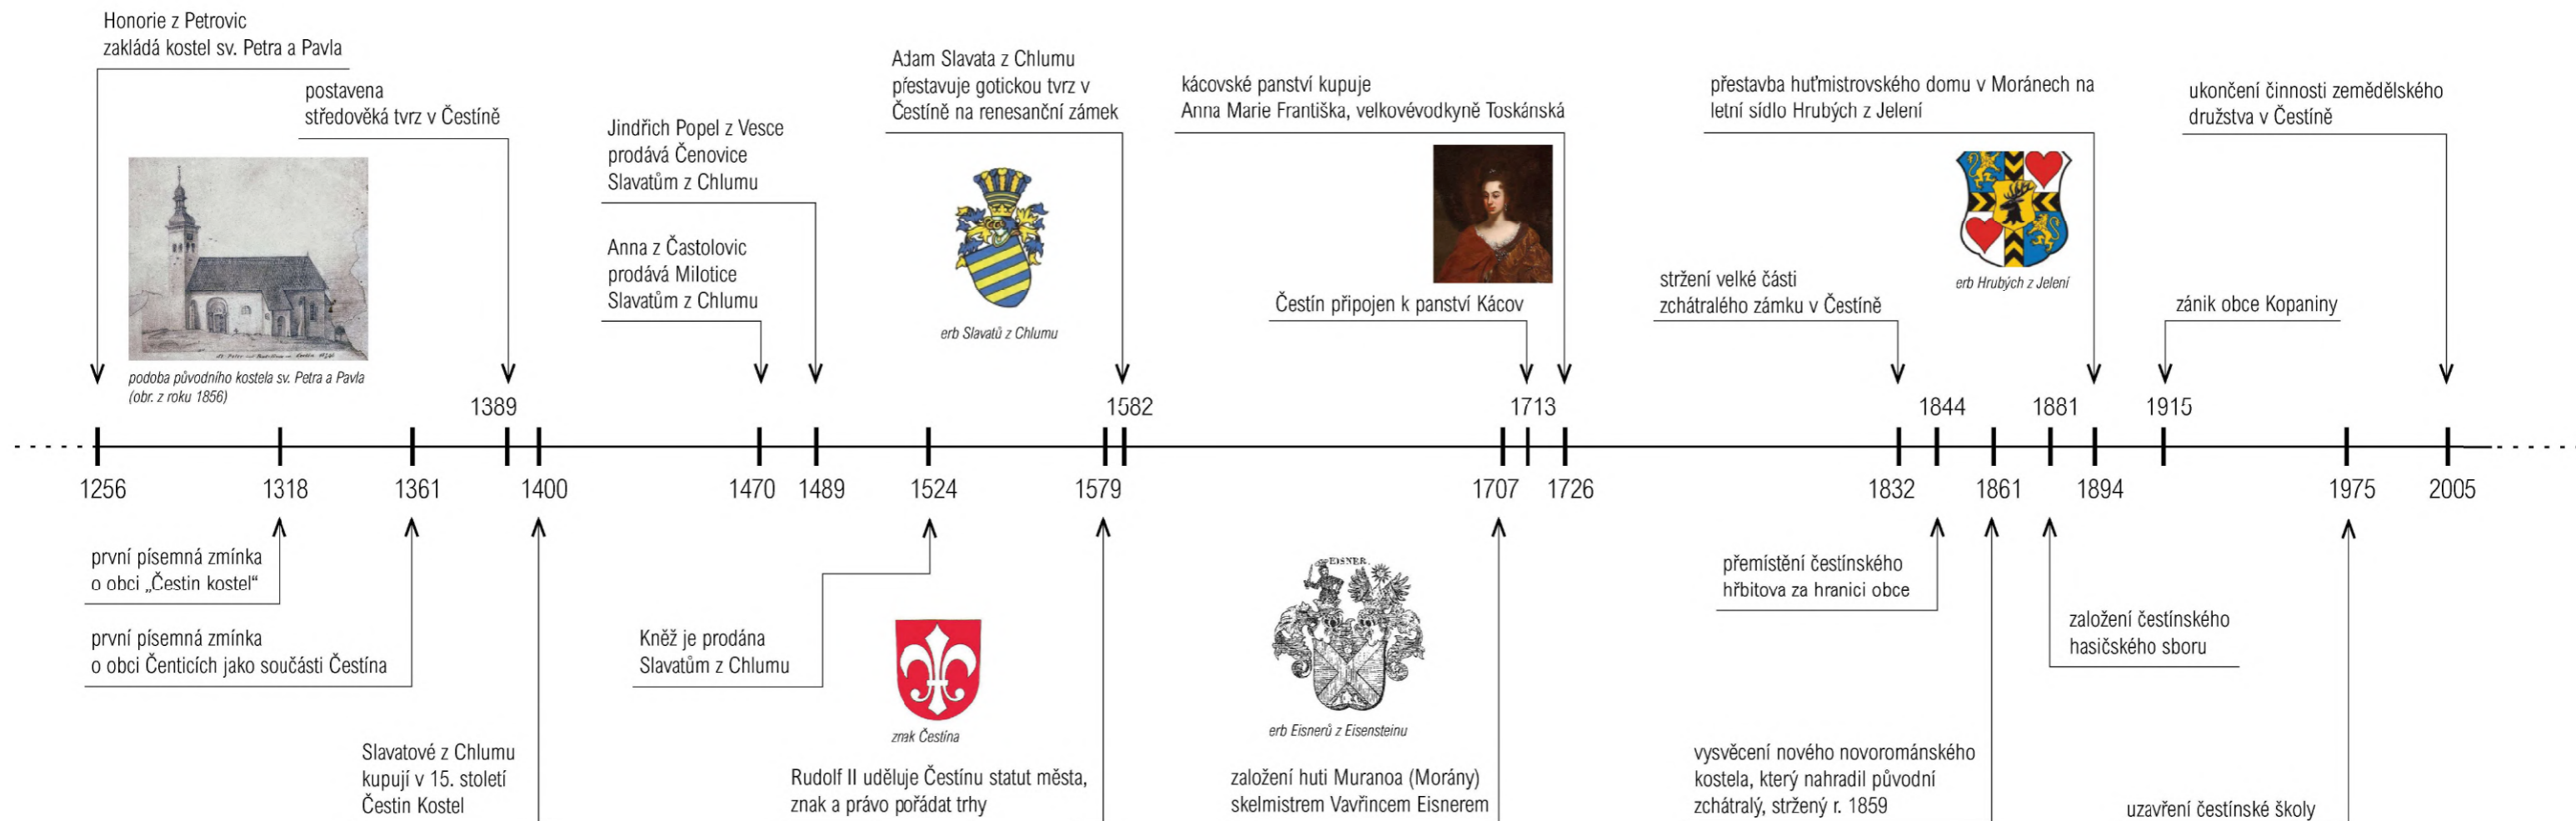 Honorie z Petrovic
zakládá kostel sv. Petra a Pavla
postavena
středověká tvrz v Čestíně
podoba původního kostela sv. Petra a Pavla
(obr. z roku 1856)
Jindřich Popel z Vesce
prodává Čenovice
Slavatům z Chlumu
Anna z Častolovic
prodává Milotice
Slavatům z Chlumu
Adam Slavata z Chlumu
přestavuje gotickou tvrz v
Čestíně na renesanční zámek
erb Slavatů z Chlumu
kácovské panství kupuje
Anna Marie Františka, velkovévodkyně Toskánská
Čestín připojen k panství Kácov
přestavba huťmistrovského domu v Moránech na
letní sídlo Hrubých z Jelení
erb Hrubých z Jelení
stržení velké části
zchátralého zámku v Čestíně
ukončení činnosti zemědělského
družstva v Čestíně
zánik obce Kopaniny
1389
1582
1713
1844
1881
1915
1256
1318
1361
1400
1470
1489
1524
1579
1707
1726
1832
1861
1894
1975
2005
první písemná zmínka
o obci „Čestin kostel“
první písemná zmínka
o obci Čenticích jako součásti Čestína
Slavatové z Chlumu
kupují v 15. století
Čestin Kostel
Kněž je prodána
Slavatům z Chlumu
znak Čestína
Rudolf II uděluje Čestínu statut města,
znak a právo pořádat trhy
EISNER.
erb Eisnerů z Eisensteinu
založení huti Muranoa (Morány)
skelmistrem Vavřincem Eisnerem
přemístění čestínského
hřbitova za hranici obce
založení čestínského
hasičského sboru
vysvěcení nového novorománského
kostela, který nahradil původní
zchátralý, stržený r. 1859
uzavření čestínské školy